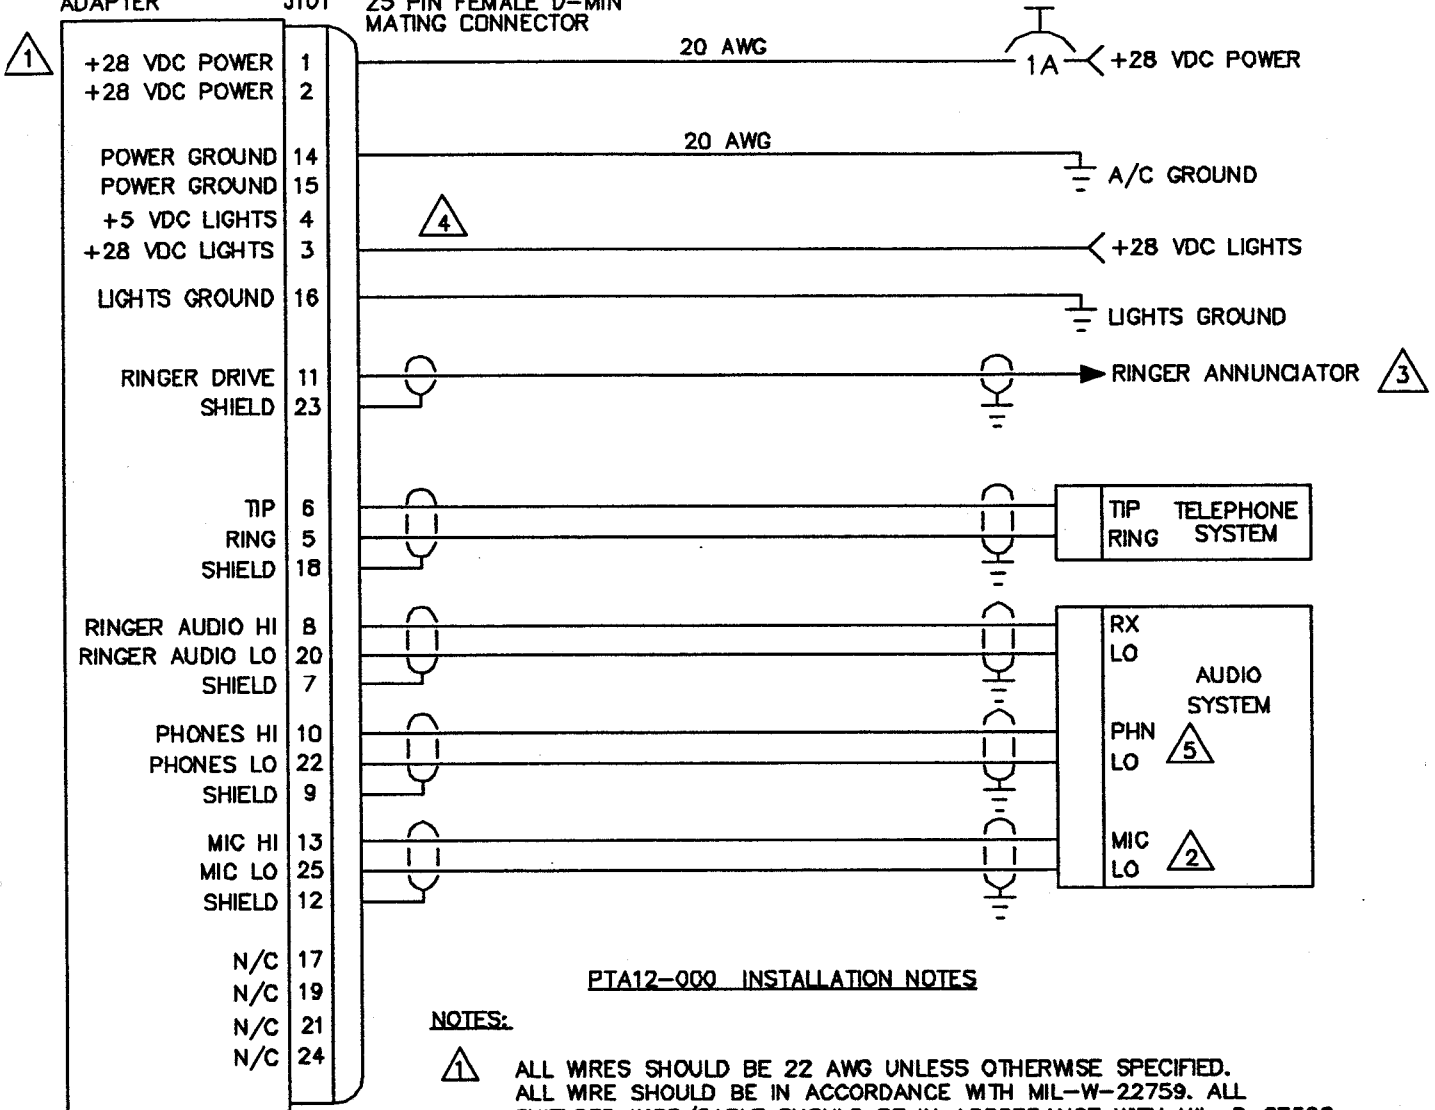 ADAPTER J101 25 PIN FEMALE D-MIN
MATING CONNECTOR
1
+28 VDC POWER 1 20 AWG 1A +28 VDC POWER
+28 VDC POWER 2
POWER GROUND 14 20 AWG
A/C GROUND
POWER GROUND 15
+5 VDC LIGHTS 4 4
+28 VDC LIGHTS 3 +28 VDC LIGHTS
LIGHTS GROUND 16
LIGHTS GROUND
RINGER DRIVE 11 RINGER ANNUNCIATOR 3
SHIELD 23
TIP 6 TIP TELEPHONE
RING 5 RING SYSTEM
SHIELD 18
RINGER AUDIO HI 8 RX
RINGER AUDIO LO 20 LO
SHIELD 7
AUDIO
SYSTEM
PHONES HI 10 PHN
PHONES LO 22 LO 5
SHIELD 9
MIC HI 13 MIC
MIC LO 25 LO 2
SHIELD 12
N/C 17
N/C 19
N/C 21
N/C 24
PTA12-000 INSTALLATION NOTES
NOTES:
1 ALL WIRES SHOULD BE 22 AWG UNLESS OTHERWISE SPECIFIED.
ALL WIRE SHOULD BE IN ACCORDANCE WITH MIL-W-22759. ALL